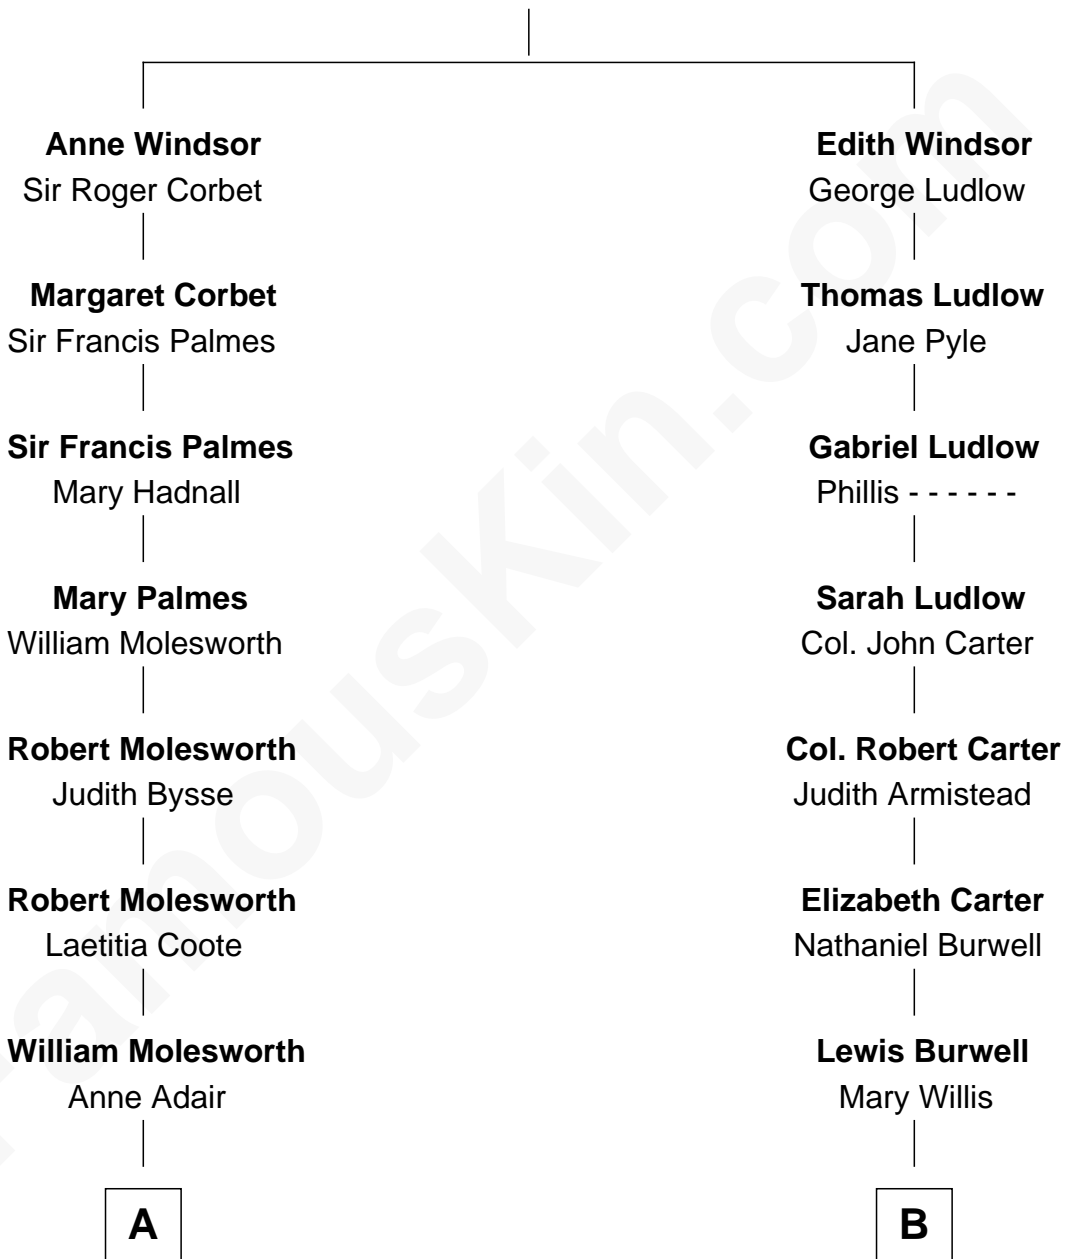 Anne Windsor
Sir Roger Corbet
Edith Windsor
George Ludlow
Margaret Corbet
Sir Francis Palmes
Thomas Ludlow
Jane Pyle
Sir Francis Palmes
Mary Hadnall
Gabriel Ludlow
Phillis - - - - - -
Mary Palmes
William Molesworth
Sarah Ludlow
Col. John Carter
Robert Molesworth
Judith Bysse
Col. Robert Carter
Judith Armistead
Robert Molesworth
Laetitia Coote
Elizabeth Carter
Nathaniel Burwell
William Molesworth
Anne Adair
Lewis Burwell
Mary Willis
A
B
FamousKin.com